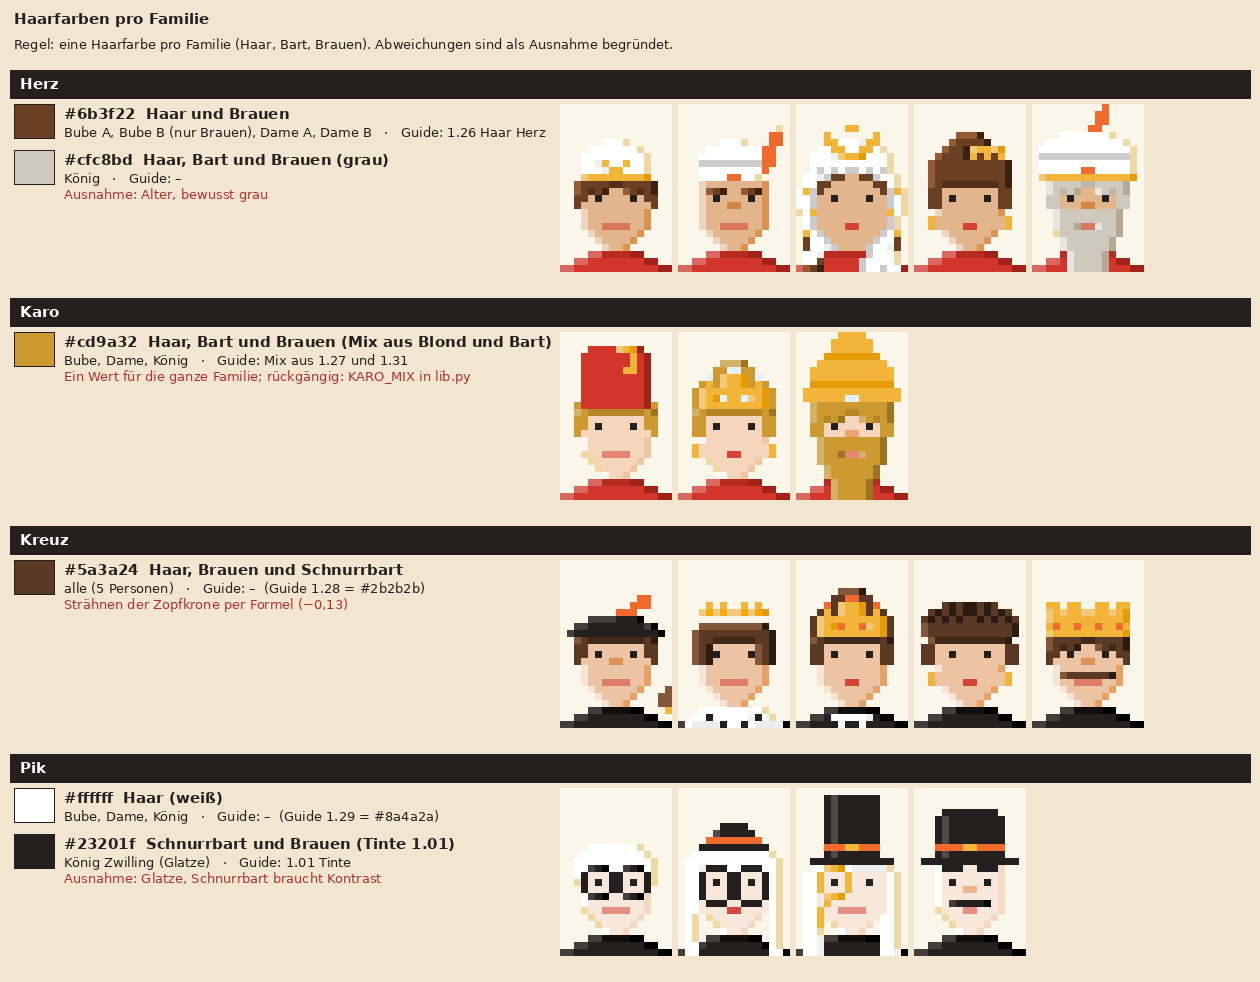 Haarfarben pro Familie
Regel: eine Haarfarbe pro Familie (Haar, Bart, Brauen). Abweichungen sind als Ausnahme begründet.
Herz
#6b3f22 Haar und Brauen
Bube A, Bube B (nur Brauen), Dame A, Dame B · Guide: 1.26 Haar Herz
#cfc8bd Haar, Bart und Brauen (grau)
König · Guide: –
Ausnahme: Alter, bewusst grau
Karo
#cd9a32 Haar, Bart und Brauen (Mix aus Blond und Bart)
Bube, Dame, König · Guide: Mix aus 1.27 und 1.31
Ein Wert für die ganze Familie; rückgängig: KARO_MIX in lib.py
Kreuz
#5a3a24 Haar, Brauen und Schnurrbart
alle (5 Personen) · Guide: – (Guide 1.28 = #2b2b2b)
Strähnen der Zopfkrone per Formel (−0,13)
Pik
#ffffff Haar (weiß)
Bube, Dame, König · Guide: – (Guide 1.29 = #8a4a2a)
#23201f Schnurrbart und Brauen (Tinte 1.01)
König Zwilling (Glatze) · Guide: 1.01 Tinte
Ausnahme: Glatze, Schnurrbart braucht Kontrast